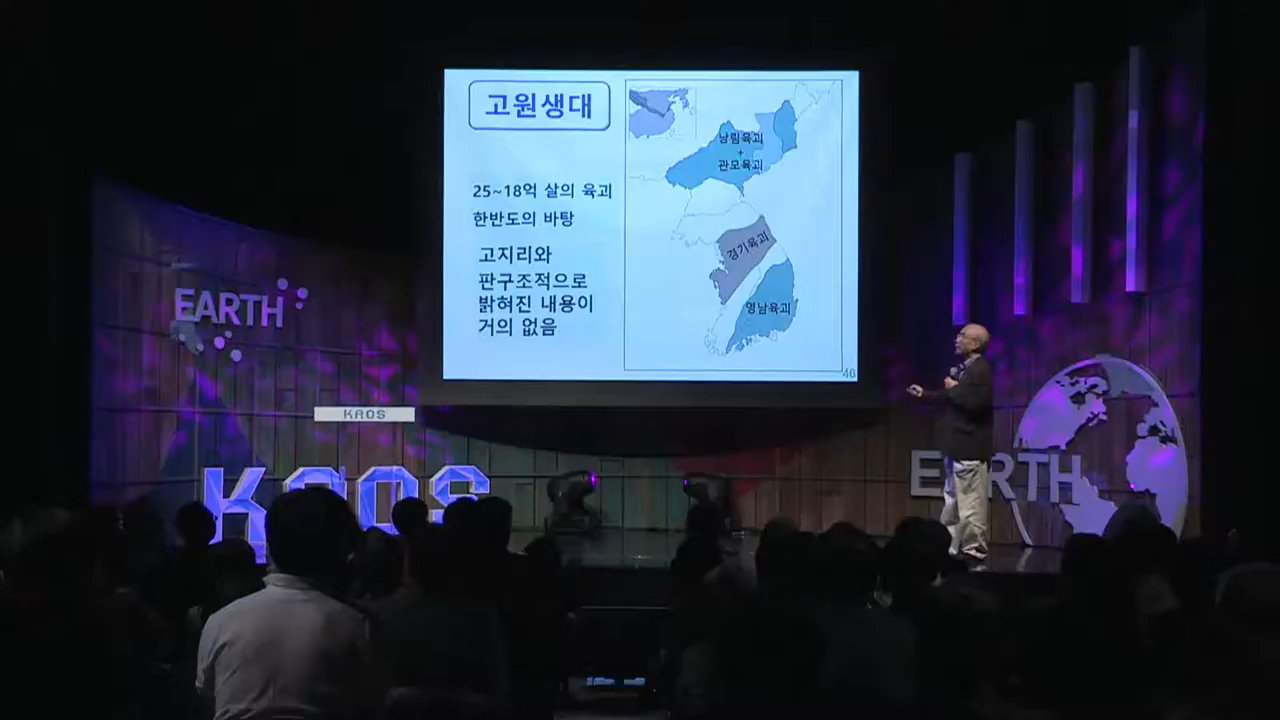 고원생대
25~18억 살의 육괴
한반도의 바탕
고지리와
판구조적으로
밝혀진 내용이
거의 없음
낭림육괴
+
관모육괴
경기육괴
영남육괴
46
EARTH
KAOS
KAOS
EARTH